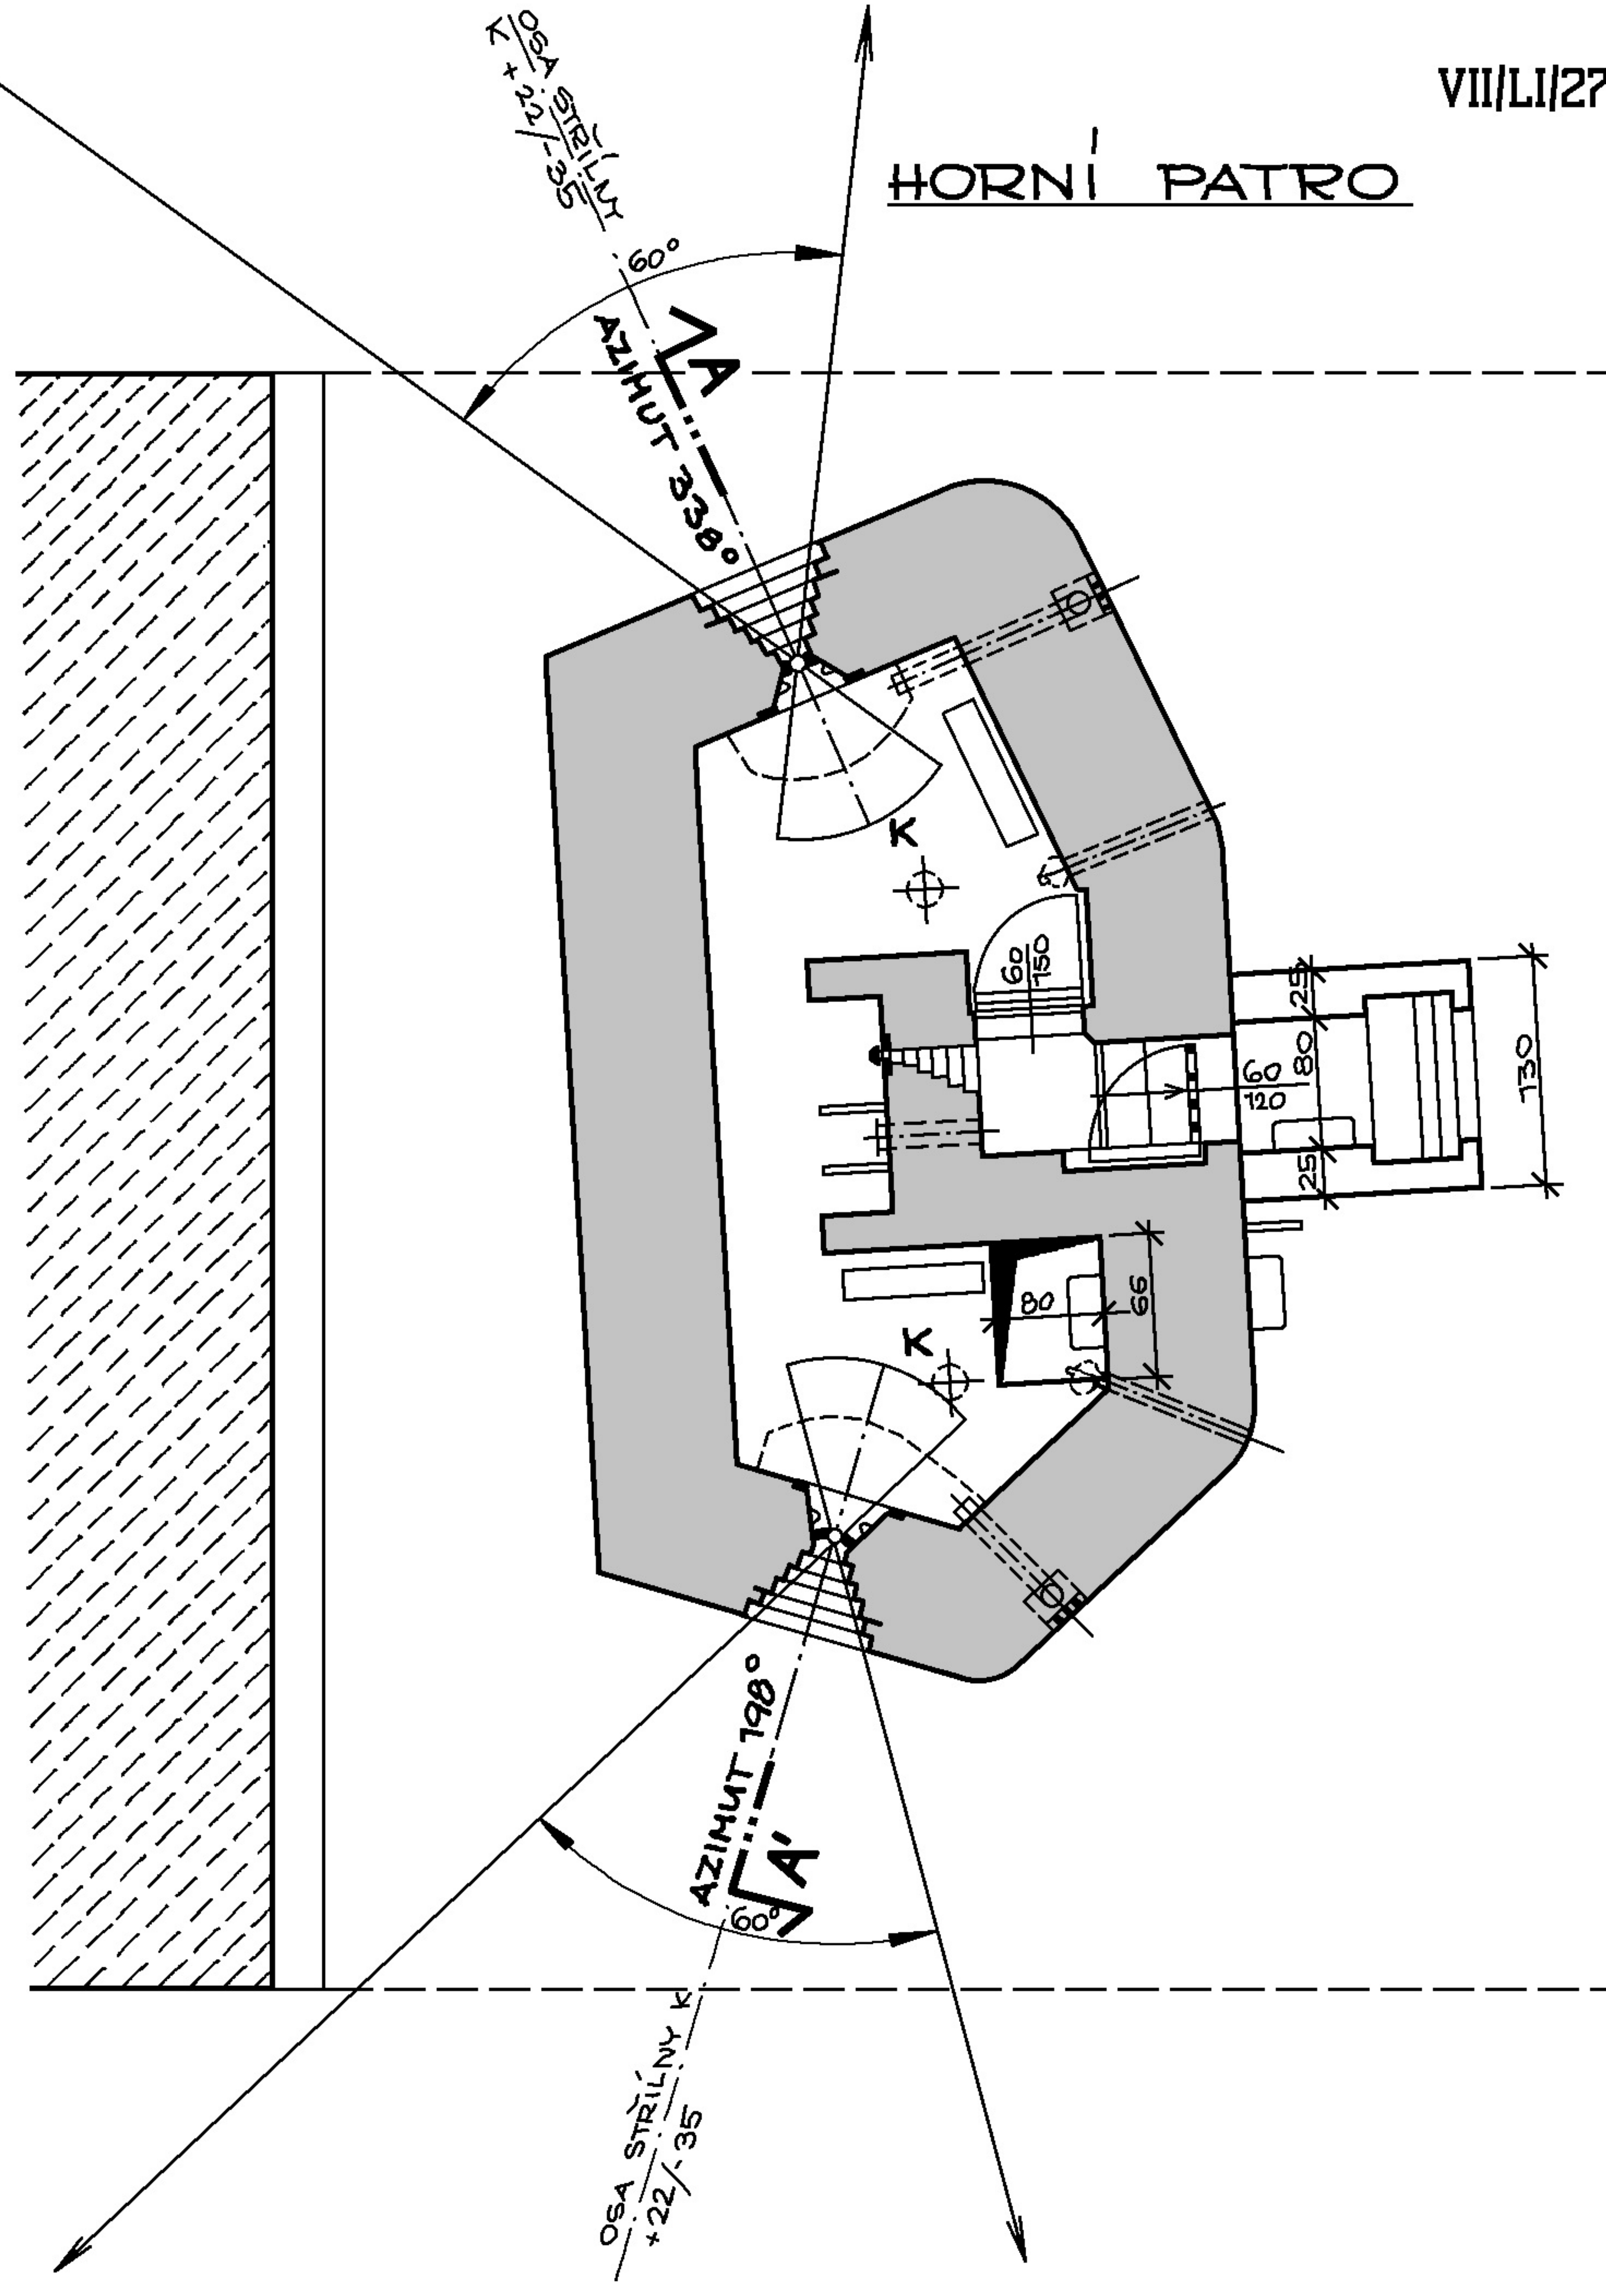 VII/LI/27
HORNÍ PATRO
OSA STŘÍLNY
K +22/-35
60°
A
AZIMUT 338°
K
60
150
25
80
60
120
25
130
80
66
K
AZIMUT 198°
A'
60°
OSA STŘÍLNY K
+22/-35